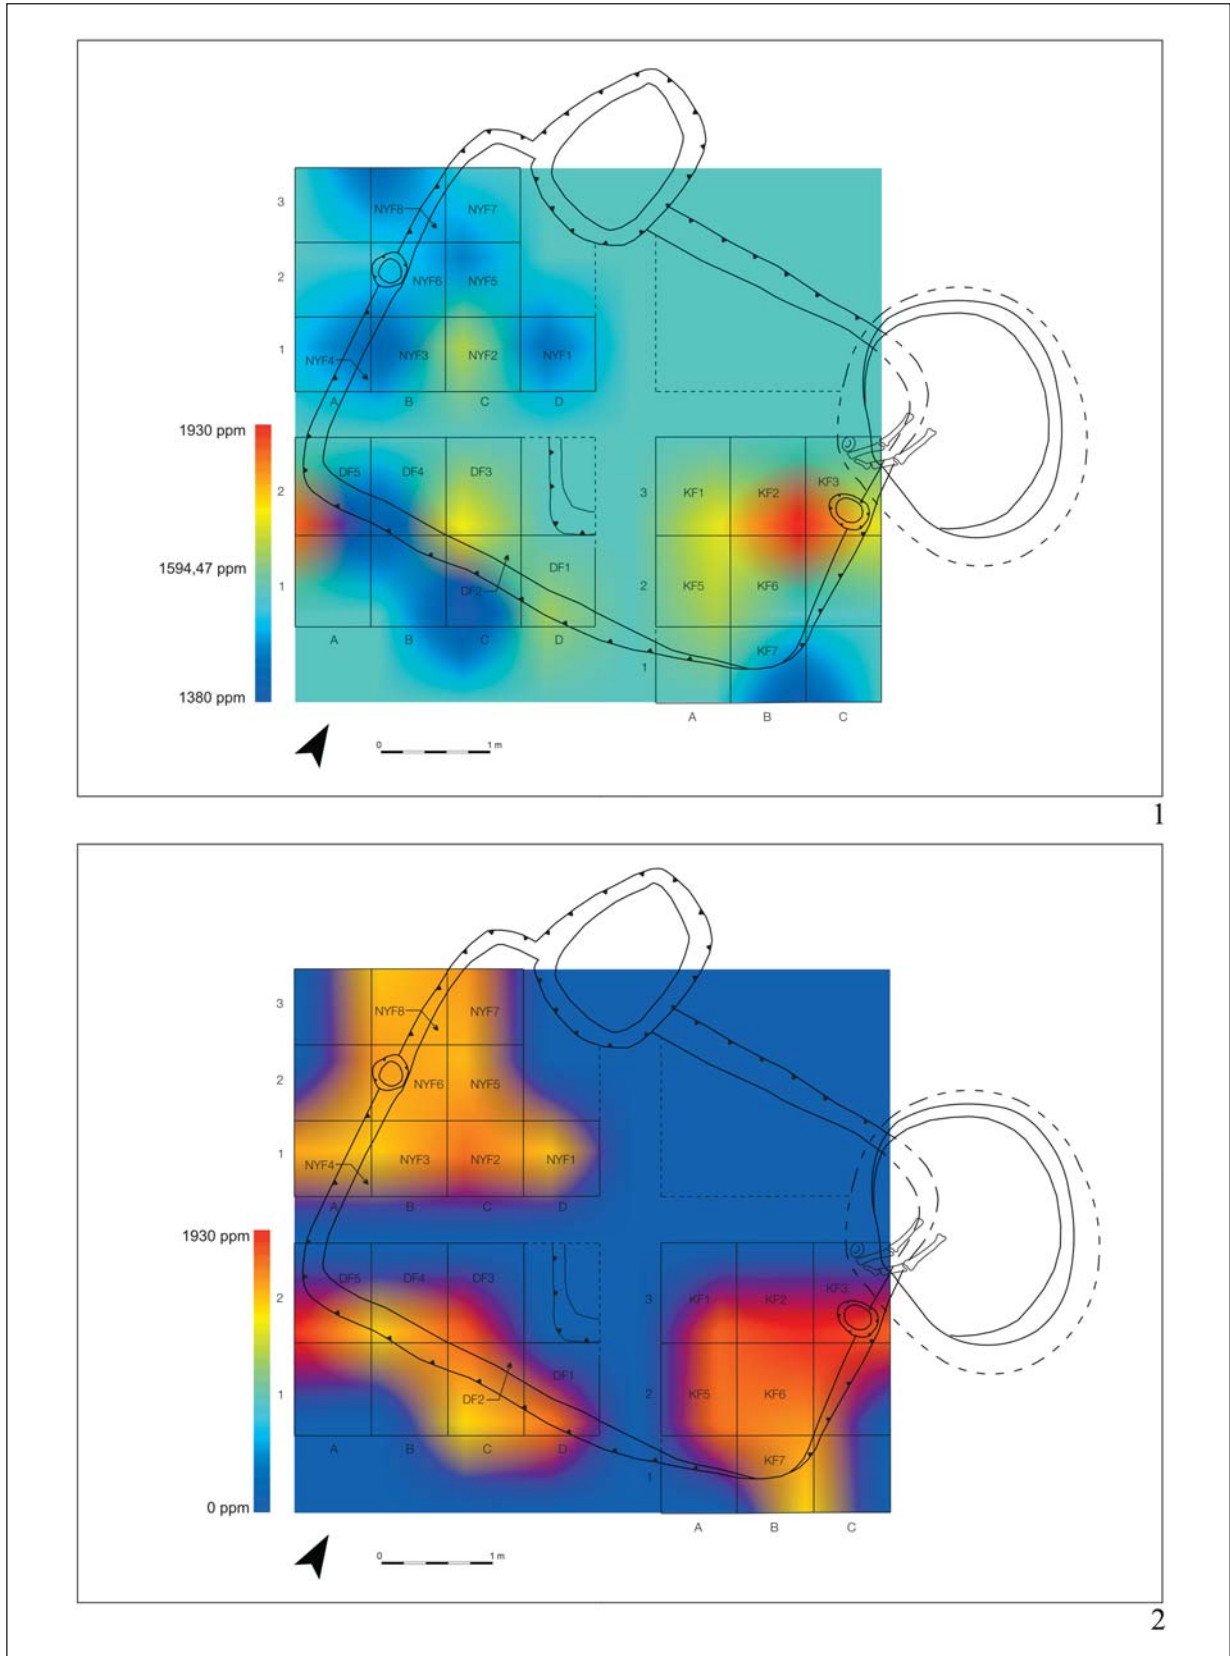 3
NYF8
NYF7
2
NYF6
NYF5
1
NYF4
NYF3
NYF2
NYF1
A
B
C
D
1930 ppm
1594,47 ppm
1380 ppm
2
DF5
DF4
DF3
1
DF2
DF1
A
B
C
D
3
KF1
KF2
KF3
2
KF5
KF6
1
KF7
A
B
C
0
1 m
1
3
NYF8
NYF7
2
NYF6
NYF5
1
NYF4
NYF3
NYF2
NYF1
A
B
C
D
1930 ppm
0 ppm
2
DF5
DF4
DF3
1
DF2
DF1
A
B
C
D
3
KF1
KF2
KF3
2
KF5
KF6
1
KF7
A
B
C
0
1 m
2